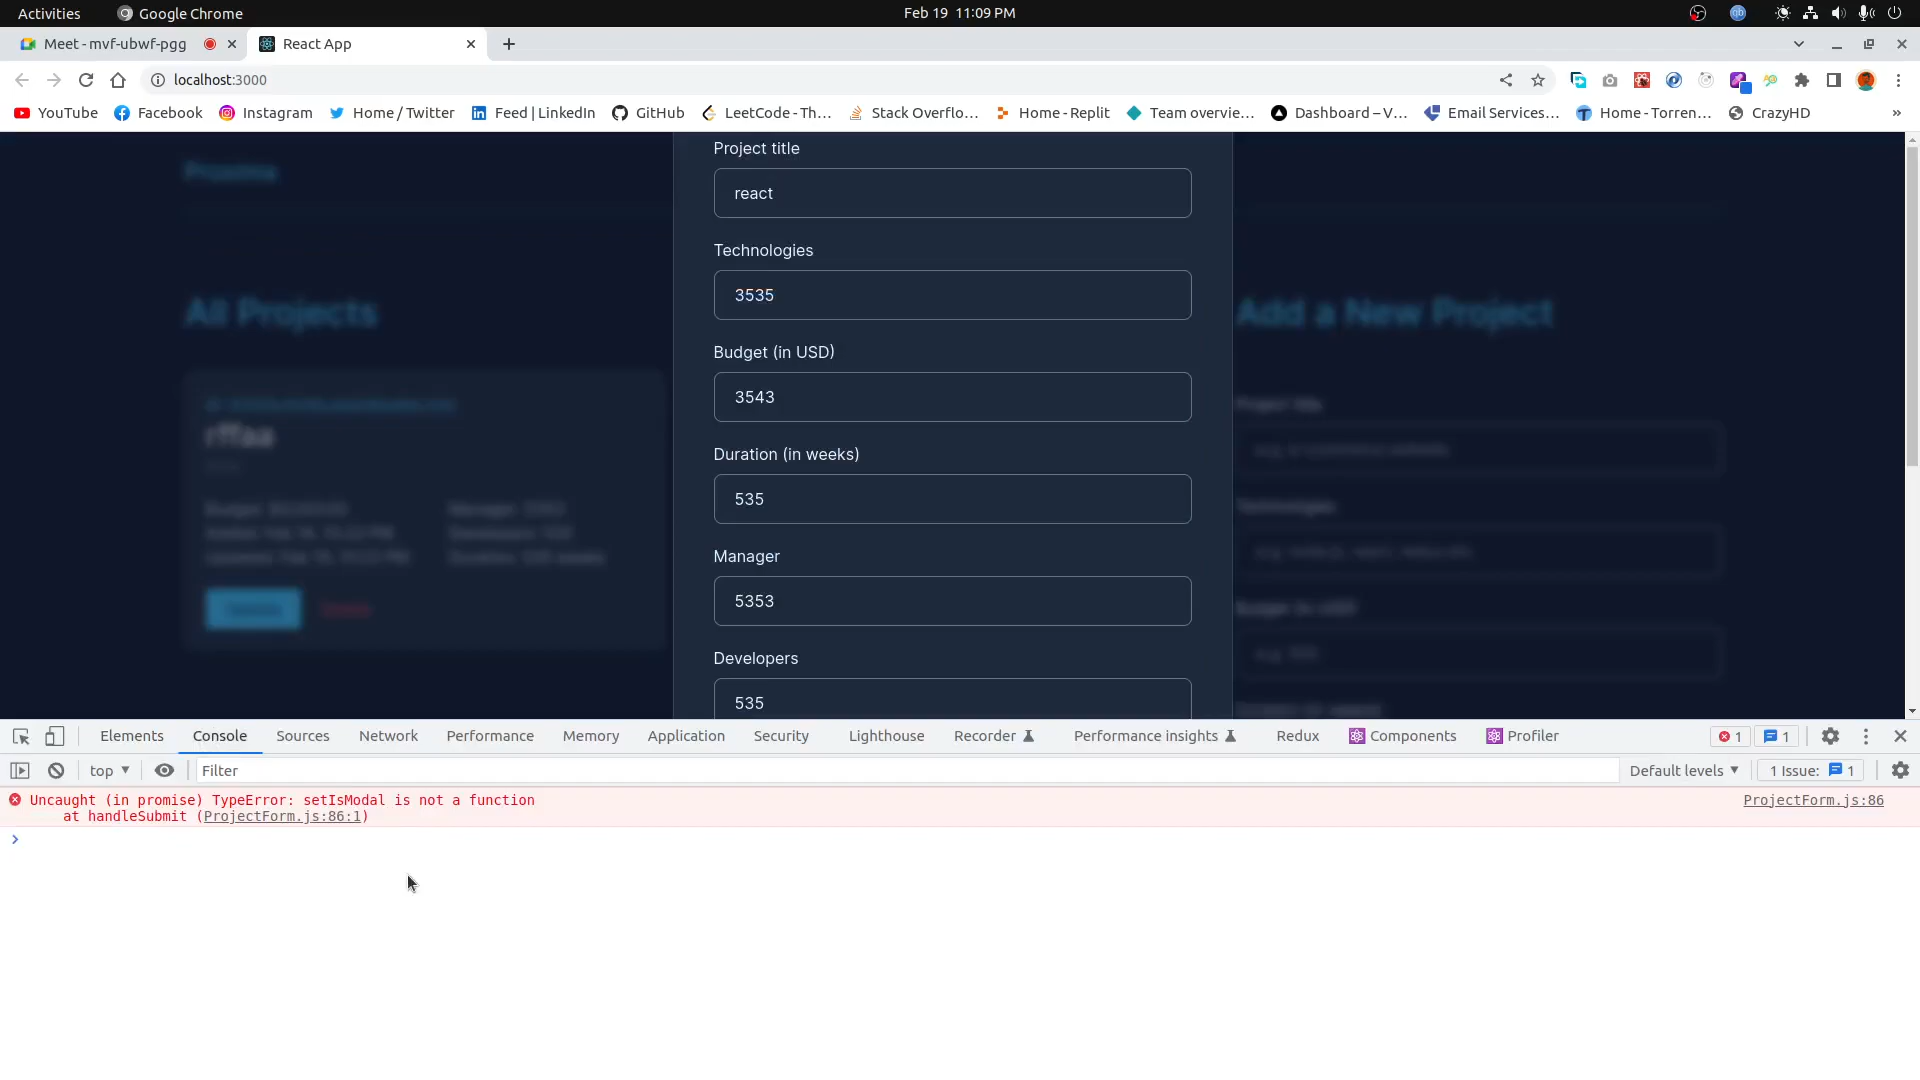 Activities
Google Chrome
Feb 19 11:09 PM
Meet - mvf-ubwf-pgg
React App
localhost:3000
YouTube
Facebook
Instagram
Home / Twitter
Feed | LinkedIn
GitHub
LeetCode - Th...
Stack Overflo...
Home - Replit
Team overvie...
Dashboard – V...
Email Services...
Home - Torren...
CrazyHD
»
Proxima
All Projects
rffaa
Add a New Project
Project title
react
Technologies
3535
Budget (in USD)
3543
Duration (in weeks)
535
Manager
5353
Developers
535
Elements
Console
Sources
Network
Performance
Memory
Application
Security
Lighthouse
Recorder
Performance insights
Redux
Components
Profiler
1
1
top
Filter
Default levels
1 Issue: 1
Uncaught (in promise) TypeError: setIsModal is not a function
ProjectForm.js:86
at handleSubmit (ProjectForm.js:86:1)